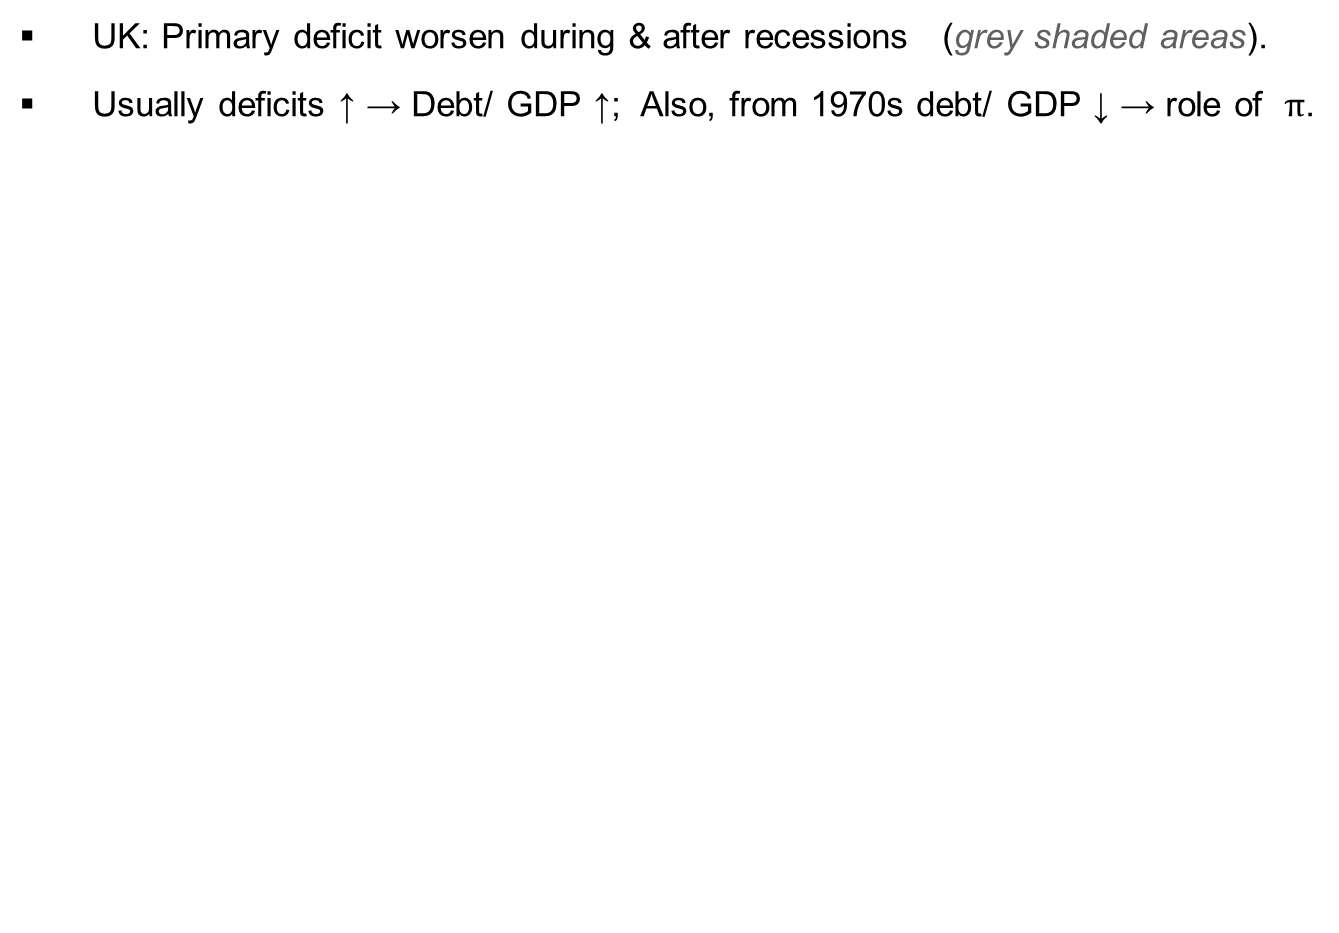 ▪ UK: Primary deficit worsen during & after recessions (grey shaded areas).
▪ Usually deficits ↑ → Debt/ GDP ↑; Also, from 1970s debt/ GDP ↓ → role of π.